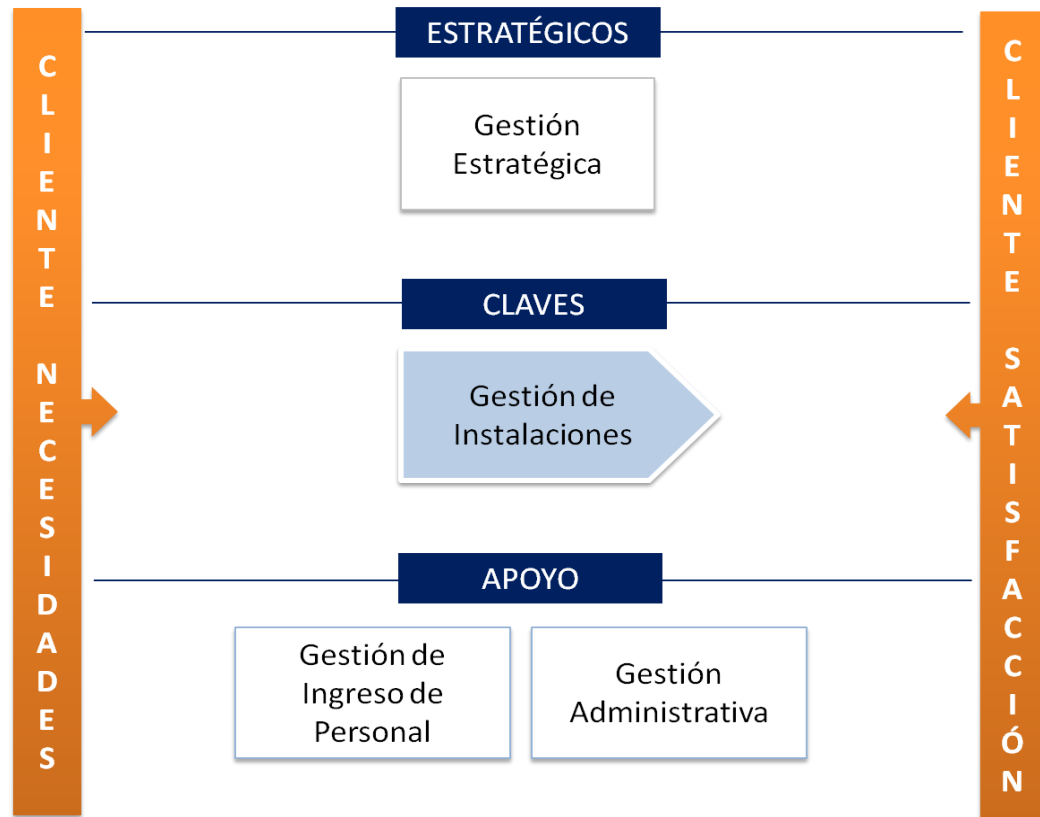 CLIENTE NECESIDADES
ESTRATÉGICOS
Gestión
Estratégica
CLAVES
Gestión de
Instalaciones
APOYO
Gestión de
Ingreso de
Personal
Gestión
Administrativa
CLIENTE SATISFACCIÓN